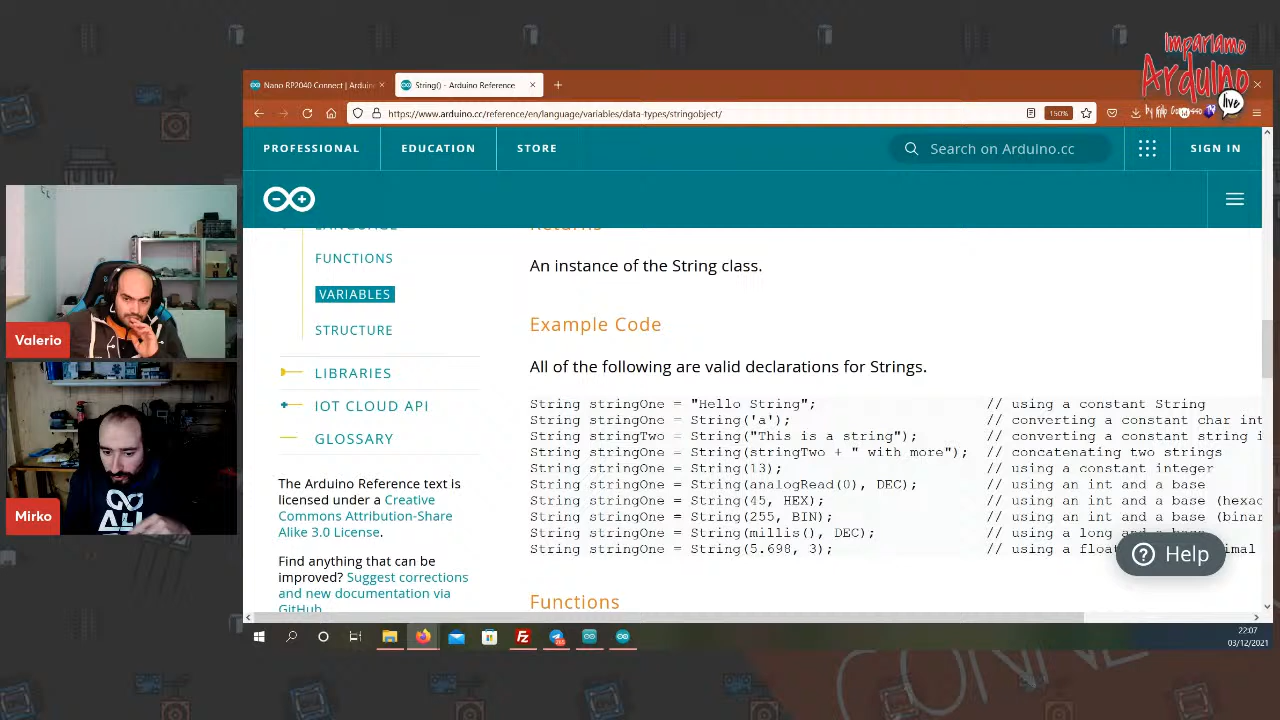 Impariamo
Arduino
live
Nano RP2040 Connect | Arduin
String() - Arduino Reference
https://www.arduino.cc/reference/en/language/variables/data-types/stringobject/
150%
PROFESSIONAL
EDUCATION
STORE
Search on Arduino.cc
SIGN IN
LANGUAGE
FUNCTIONS
VARIABLES
STRUCTURE
LIBRARIES
IOT CLOUD API
GLOSSARY
The Arduino Reference text is
licensed under a Creative
Commons Attribution-Share
Alike 3.0 License.
Find anything that can be
improved? Suggest corrections
and new documentation via
GitHub.
Returns
An instance of the String class.
Example Code
All of the following are valid declarations for Strings.
String stringOne = "Hello String"; // using a constant String
String stringOne = String('a'); // converting a constant char int
String stringTwo = String("This is a string"); // converting a constant string i
String stringOne = String(stringTwo + " with more"); // concatenating two strings
String stringOne = String(13); // using a constant integer
String stringOne = String(analogRead(0), DEC); // using an int and a base
String stringOne = String(45, HEX); // using an int and a base (hexad
String stringOne = String(255, BIN); // using an int and a base (binar
String stringOne = String(millis(), DEC); // using a long
String stringOne = String(5.698, 3); // using a float
Help
Functions
Valerio
Mirko
22:07
03/12/2021